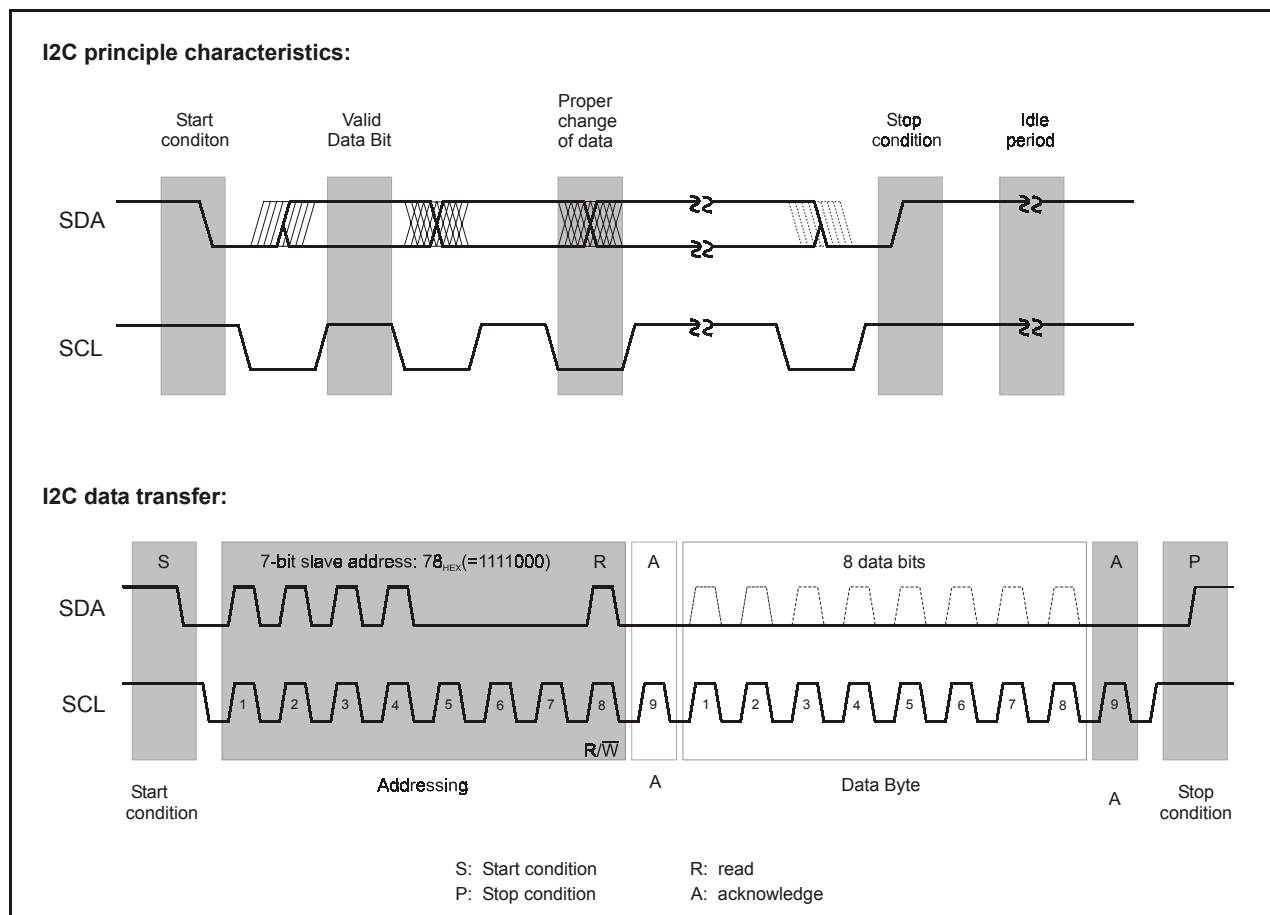 I2C principle characteristics:
Start
conditon
Valid
Data Bit
Proper
change
of data
Stop
condition
Idle
period
SDA
SCL
I2C data transfer:
S
7-bit slave address: 78HEX(=1111000)
R
A
8 data bits
A
P
SDA
SCL
1 2 3 4 5 6 7 8 9 1 2 3 4 5 6 7 8 9
R/W̅
Start
condition
Addressing
A
Data Byte
A
Stop
condition
S: Start condition
R: read
P: Stop condition
A: acknowledge